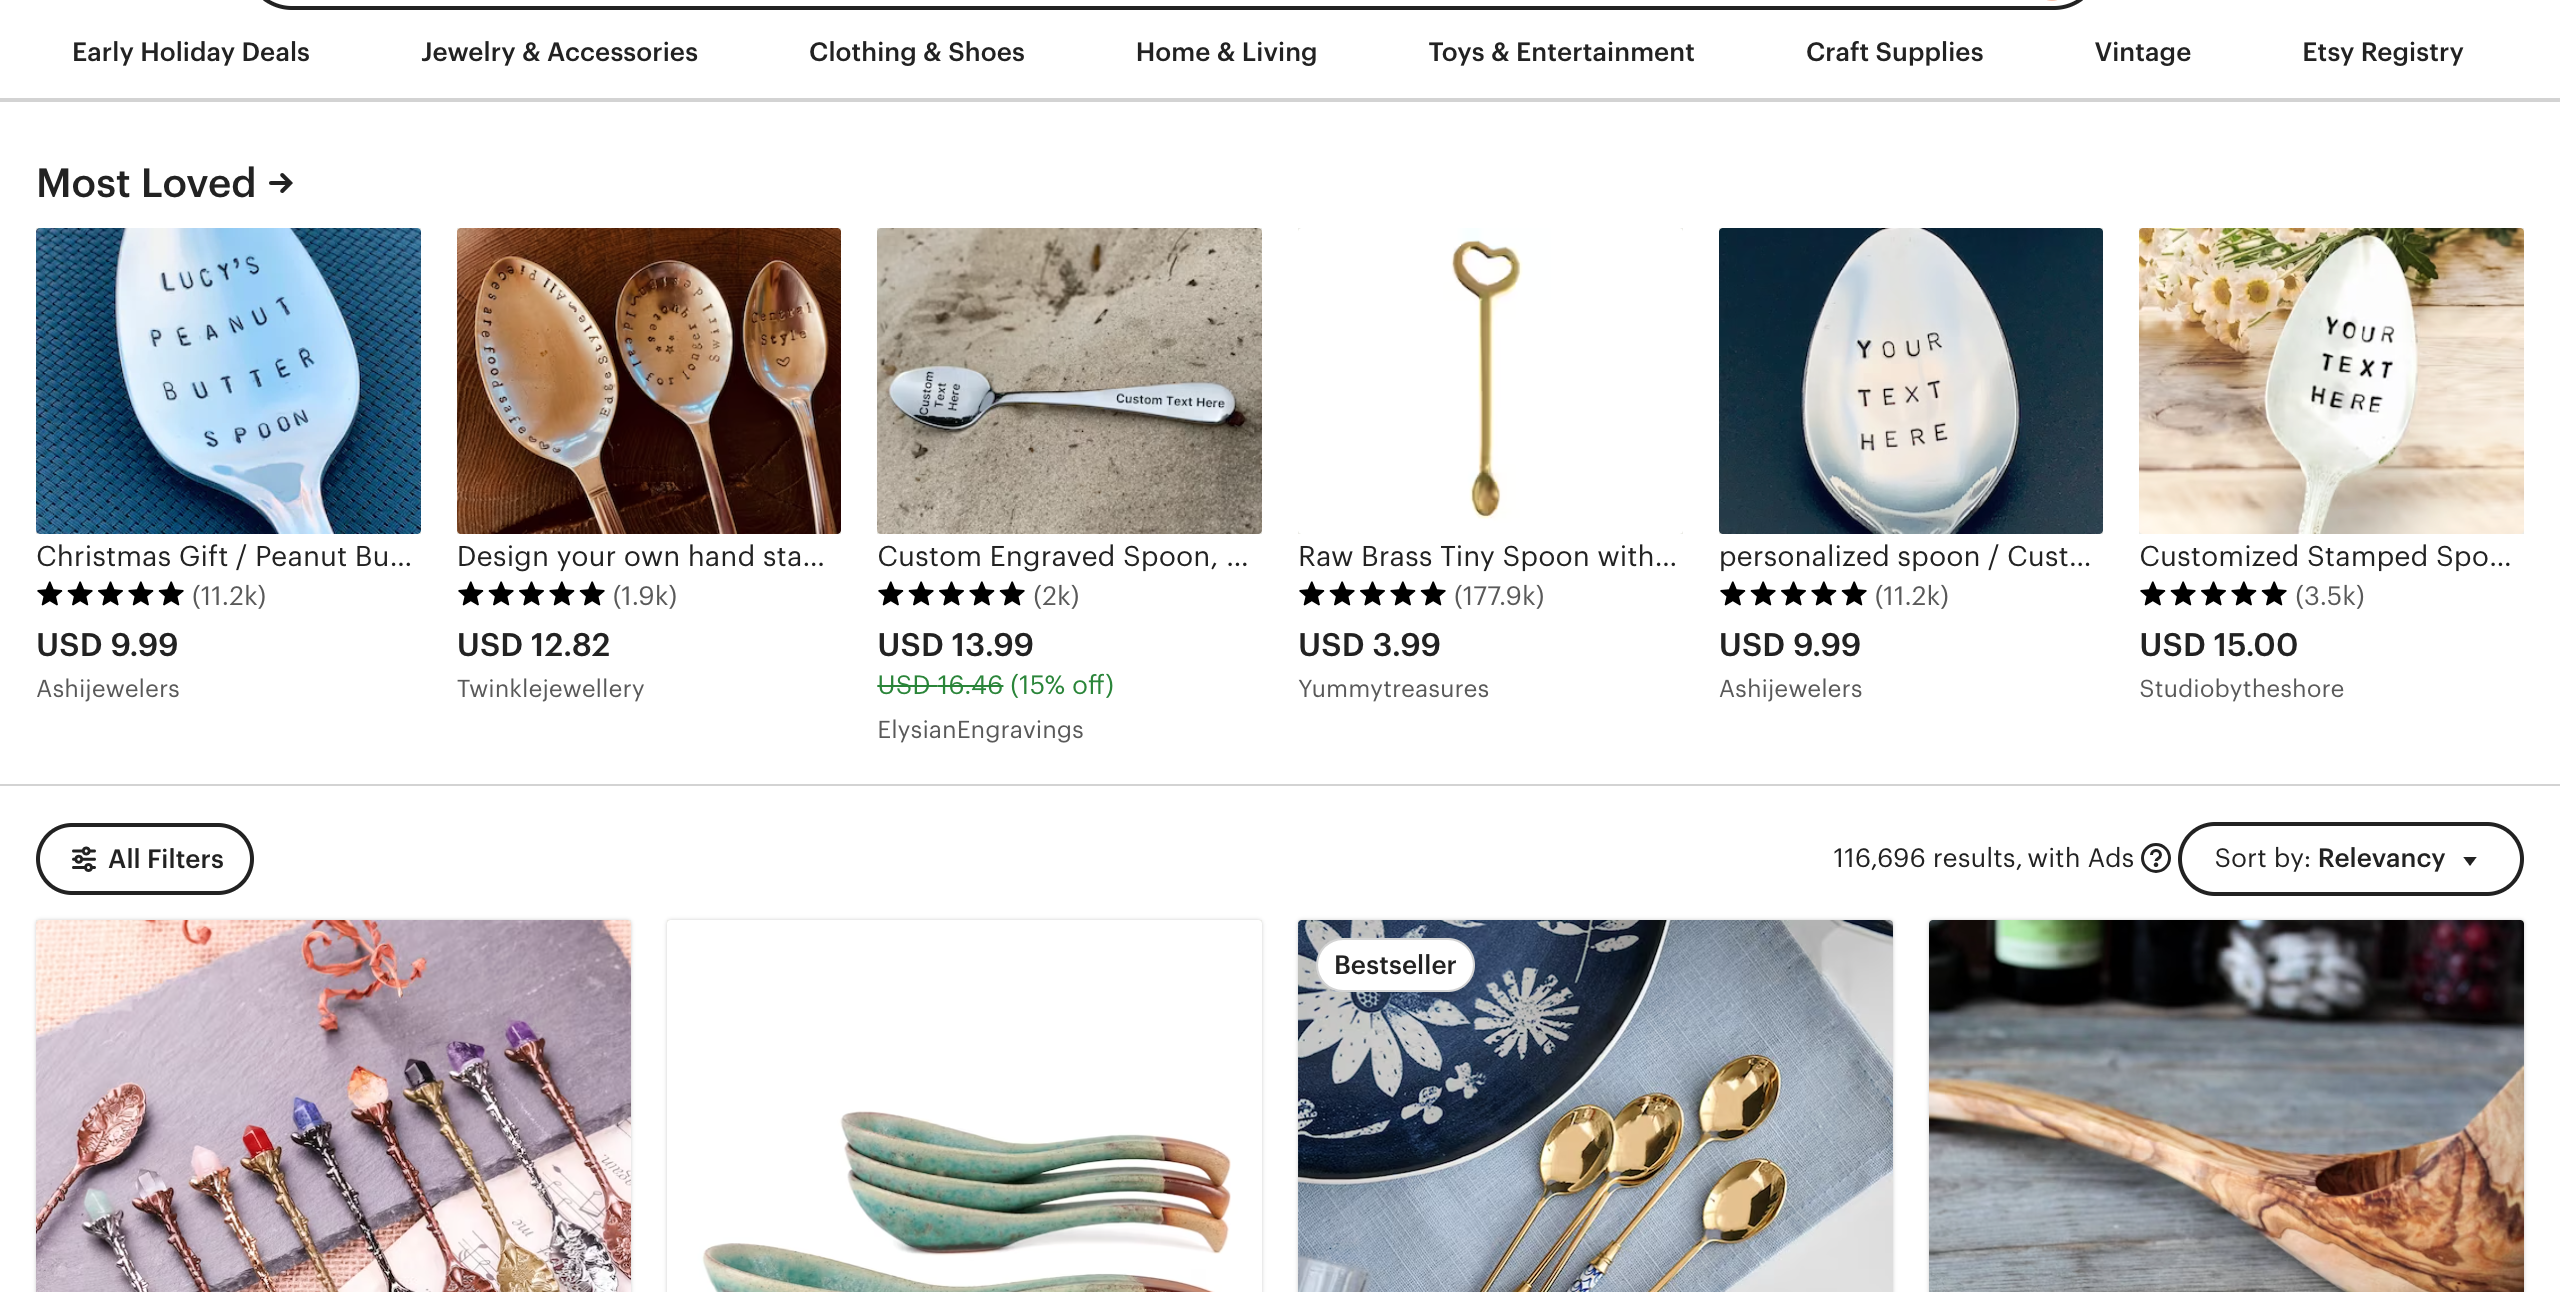 Early Holiday Deals
Jewelry & Accessories
Clothing & Shoes
Home & Living
Toys & Entertainment
Craft Supplies
Vintage
Etsy Registry
Most Loved →
LUCY'S
PEANUT
BUTTER
SPOON
Christmas Gift / Peanut Bu...
(11.2k)
USD 9.99
Ashijewelers
Central
Style
Design your own hand sta...
(1.9k)
USD 12.82
Twinklejewellery
Custom
Text
Here
Custom Text Here
Custom Engraved Spoon, ...
(2k)
USD 13.99
USD 16.46 (15% off)
ElysianEngravings
Raw Brass Tiny Spoon with...
(177.9k)
USD 3.99
Yummytreasures
YOUR
TEXT
HERE
personalized spoon / Cust...
(11.2k)
USD 9.99
Ashijewelers
YOUR
TEXT
HERE
Customized Stamped Spo...
(3.5k)
USD 15.00
Studiobytheshore
All Filters
116,696 results, with Ads ?
Sort by: Relevancy
Bestseller